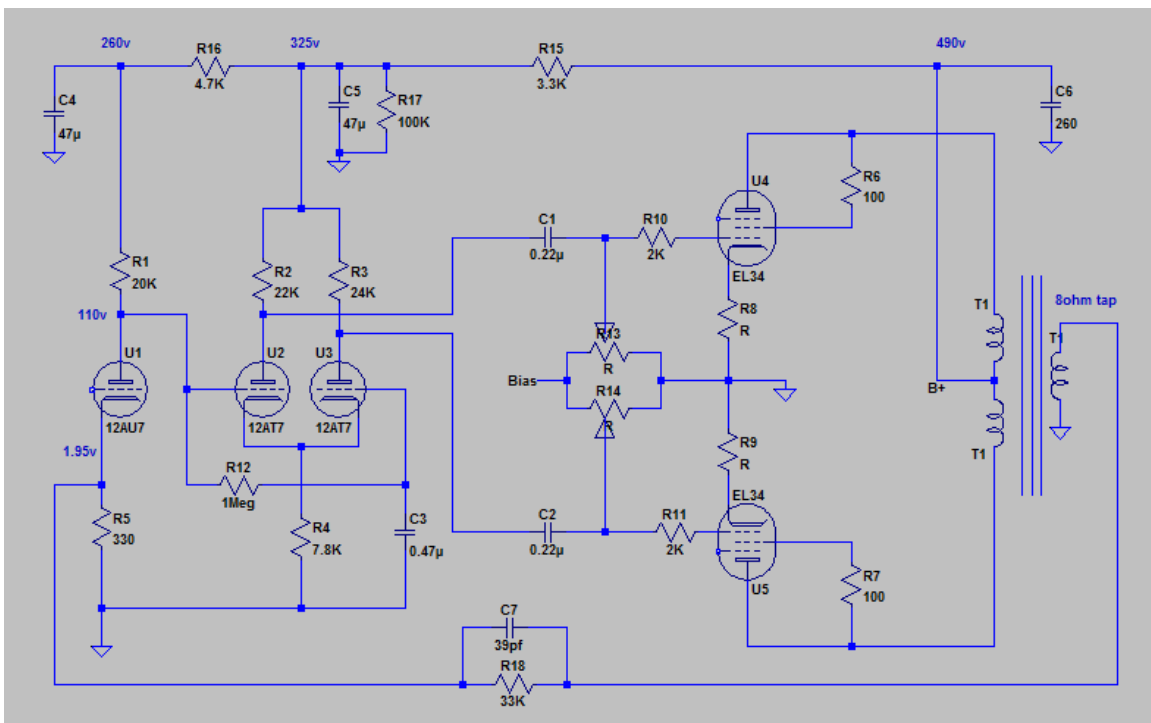 260v
R16
4.7K
325v
R15
3.3K
490v
C4
47µ
C5
47µ
R17
100K
C6
260
U4
R6
100
R1
20K
R2
22K
R3
24K
C1
0.22µ
R10
2K
EL34
110v
U1
12AU7
U2
12AT7
U3
12AT7
R8
R
8ohm tap
T1
T1
R13
R
Bias
R14
R
B+
1.95v
R12
1Meg
R9
R
T1
EL34
R5
330
R4
7.8K
C3
0.47µ
C2
0.22µ
R11
2K
U5
R7
100
C7
39pf
R18
33K